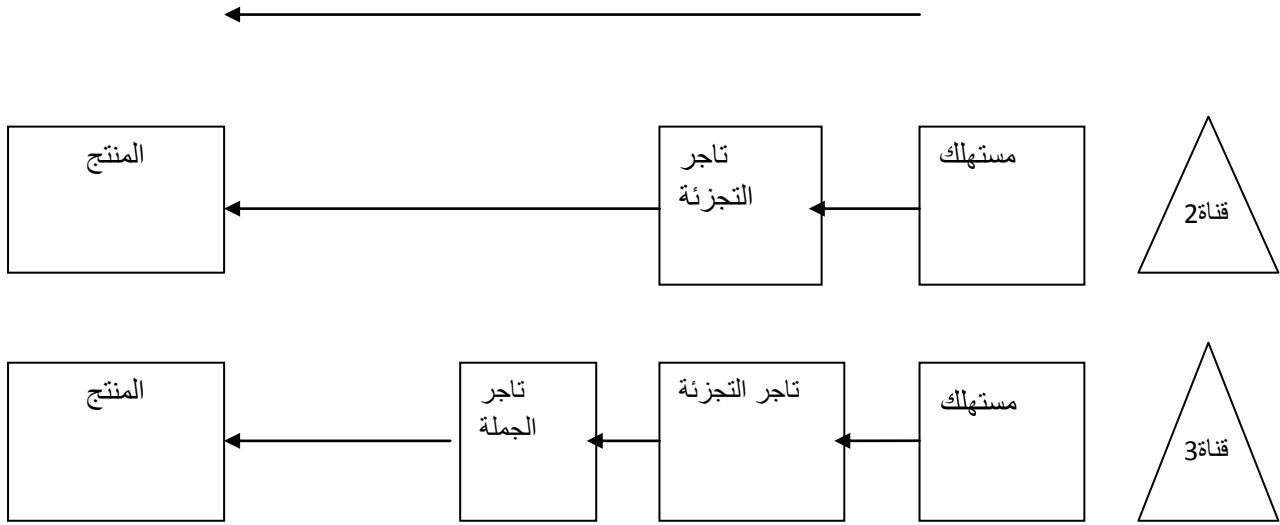 قناة2
مستهلك
تاجر
التجزئة
المنتج
قناة3
مستهلك
تاجر التجزئة
تاجر
الجملة
المنتج